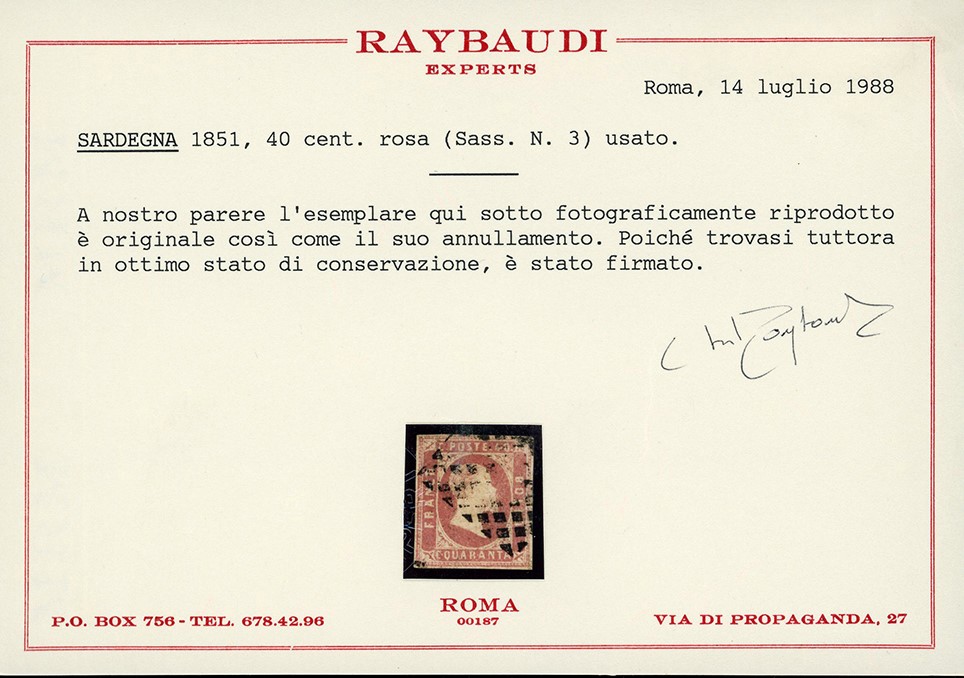 RAYBAUDI
EXPERTS
Roma, 14 luglio 1988
SARDEGNA 1851, 40 cent. rosa (Sass. N. 3) usato.
A nostro parere l'esemplare qui sotto fotograficamente riprodotto
è originale così come il suo annullamento. Poiché trovasi tuttora
in ottimo stato di conservazione, è stato firmato.
POSTE
C.QUARANTA
ROMA
00187
P.O. BOX 756 - TEL. 678.42.96
VIA DI PROPAGANDA, 27